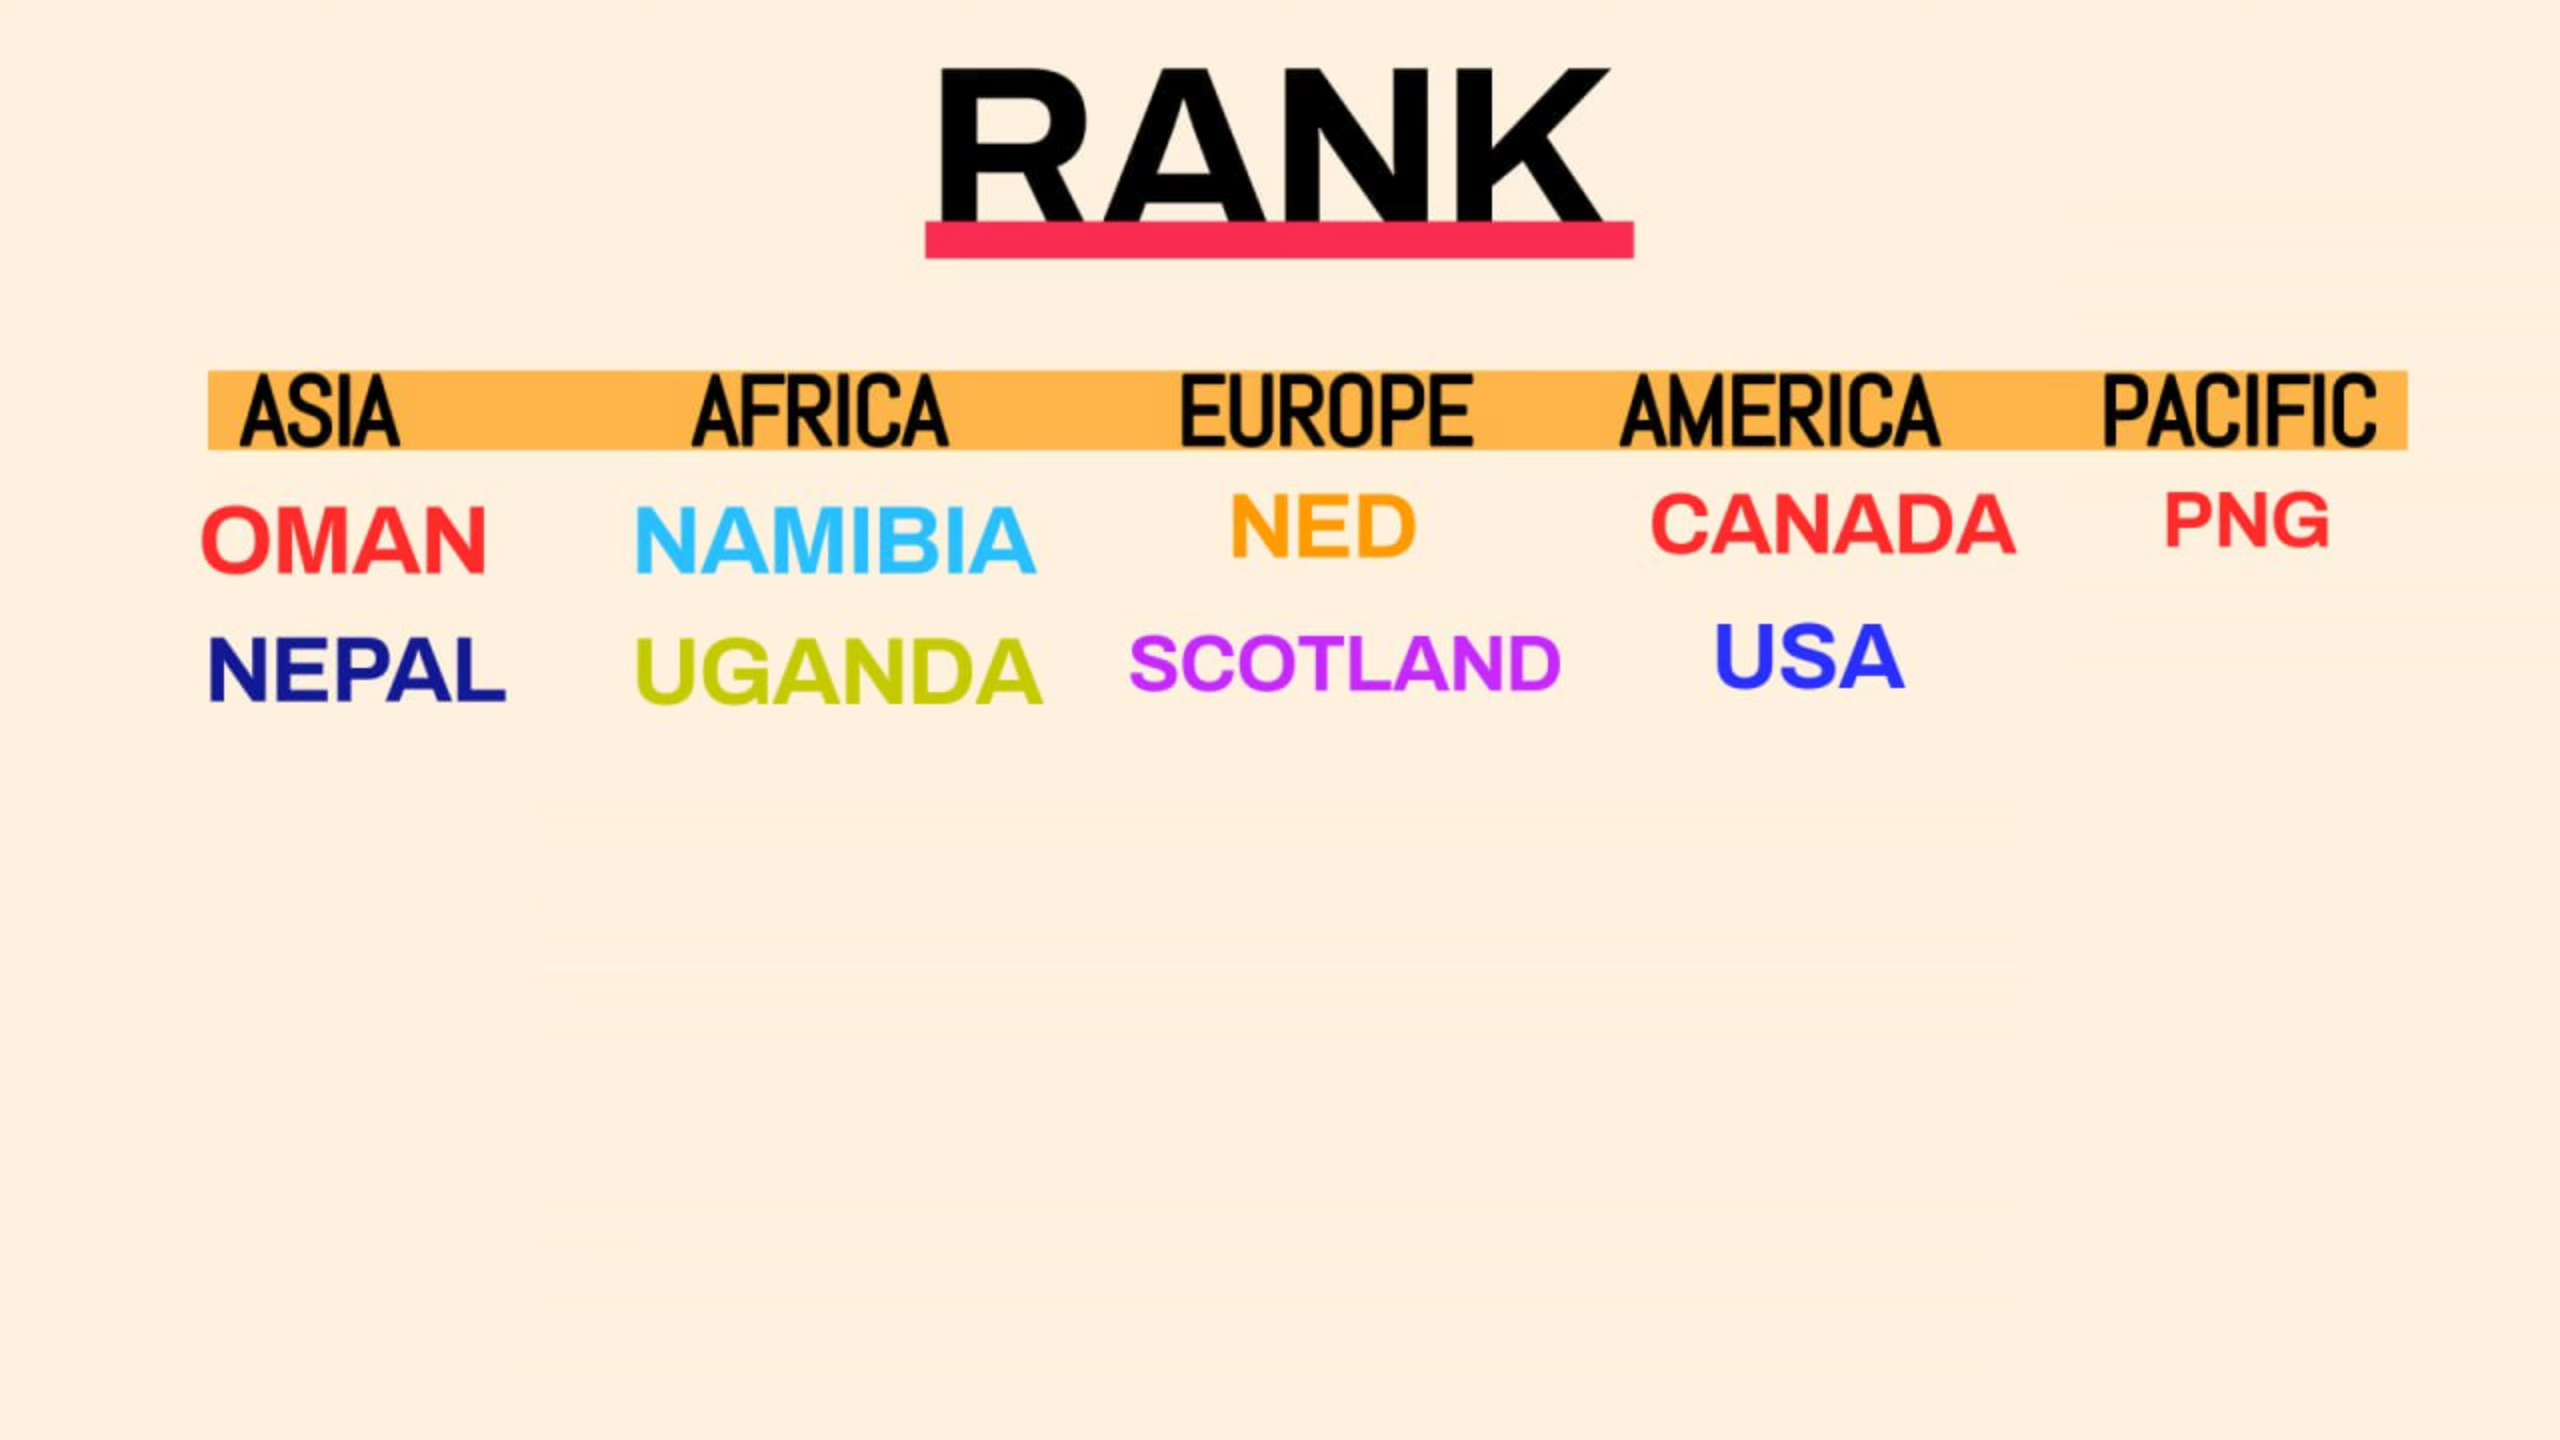 RANK
ASIA AFRICA EUROPE AMERICA PACIFIC
OMAN NAMIBIA NED CANADA PNG
NEPAL UGANDA SCOTLAND USA